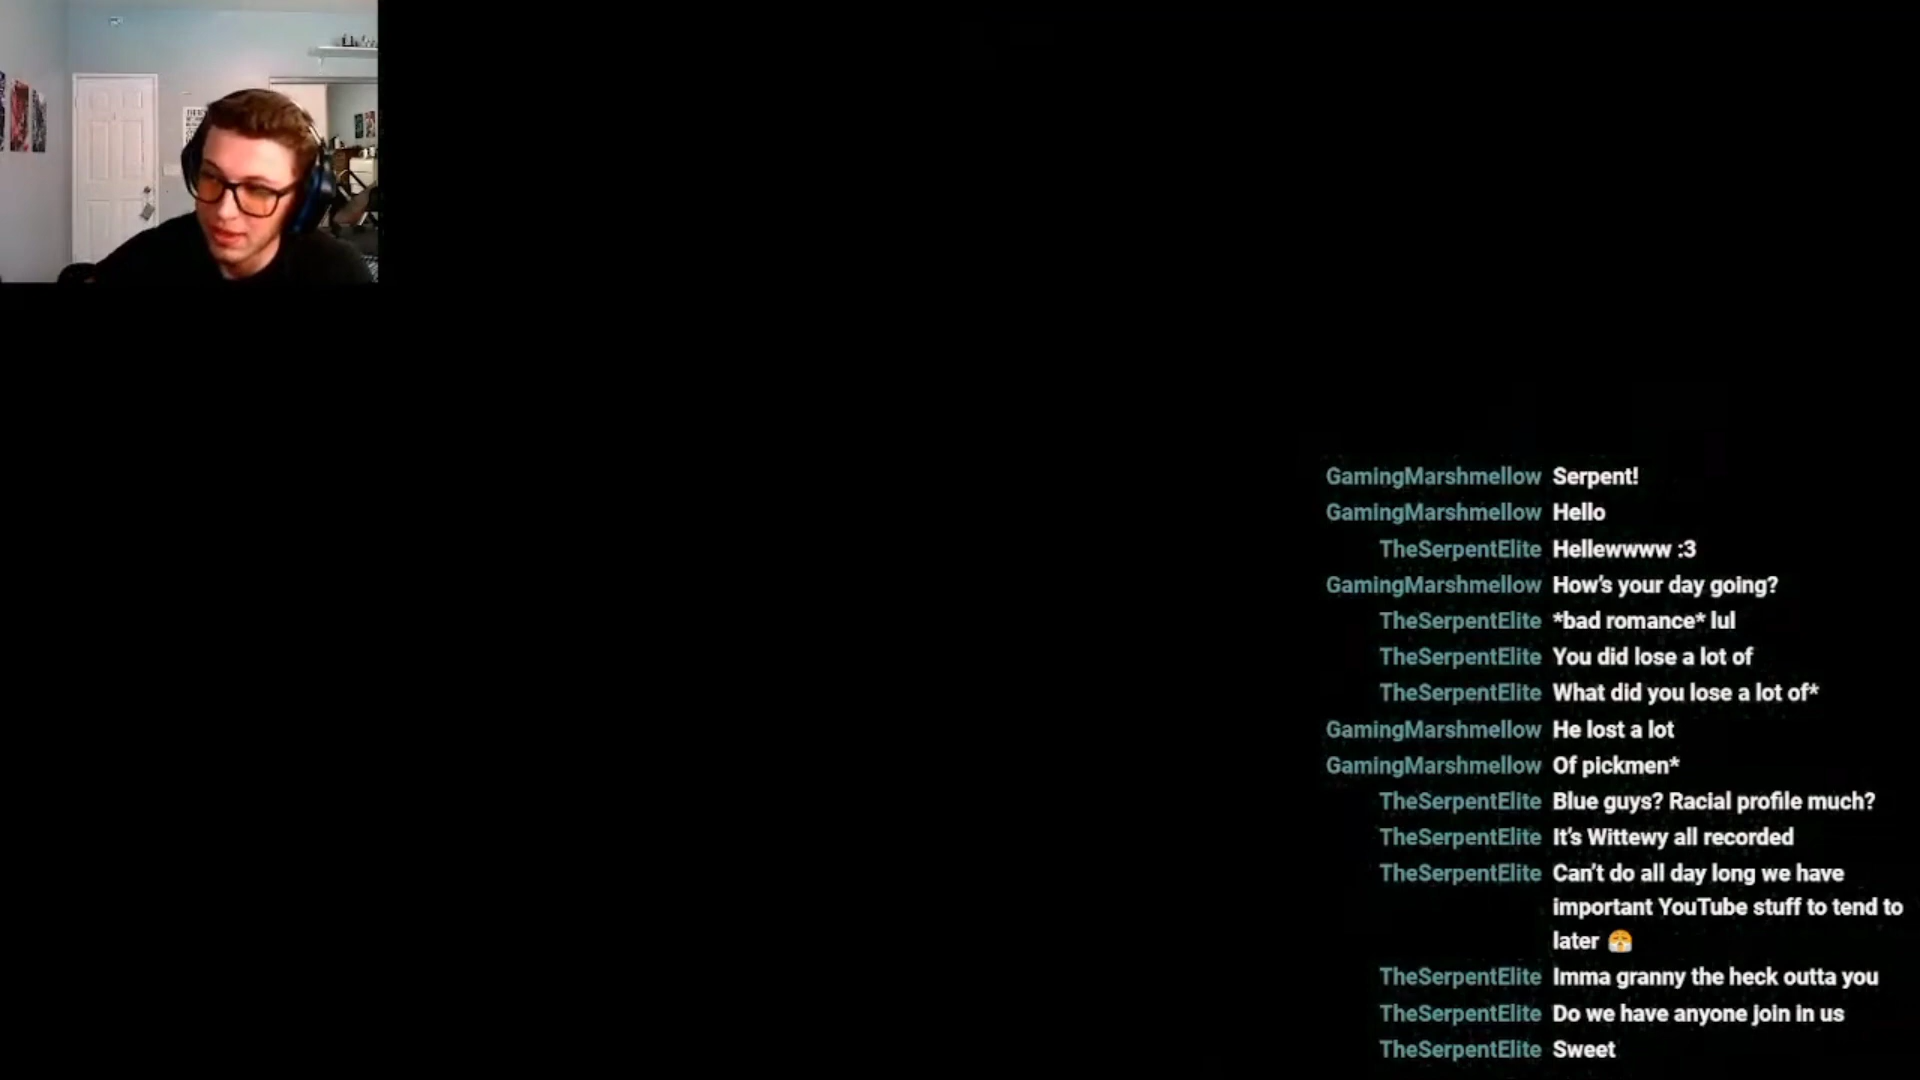 GamingMarshmellow Serpent!
GamingMarshmellow Hello
TheSerpentElite Hellewwww :3
GamingMarshmellow How's your day going?
TheSerpentElite *bad romance* lul
TheSerpentElite You did lose a lot of
TheSerpentElite What did you lose a lot of*
GamingMarshmellow He lost a lot
GamingMarshmellow Of pickmen*
TheSerpentElite Blue guys? Racial profile much?
TheSerpentElite It's Wittewy all recorded
TheSerpentElite Can't do all day long we have
important YouTube stuff to tend to
later 😤
TheSerpentElite Imma granny the heck outta you
TheSerpentElite Do we have anyone join in us
TheSerpentElite Sweet